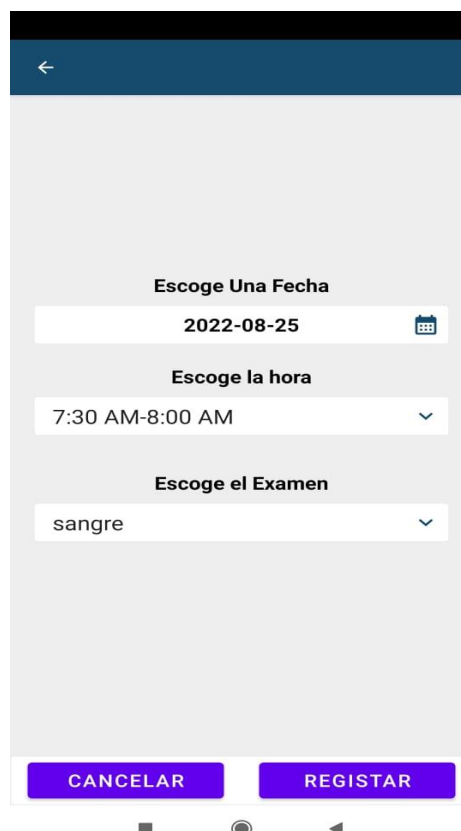 Escoge Una Fecha
2022-08-25
Escoge la hora
7:30 AM-8:00 AM
Escoge el Examen
sangre
CANCELAR REGISTAR